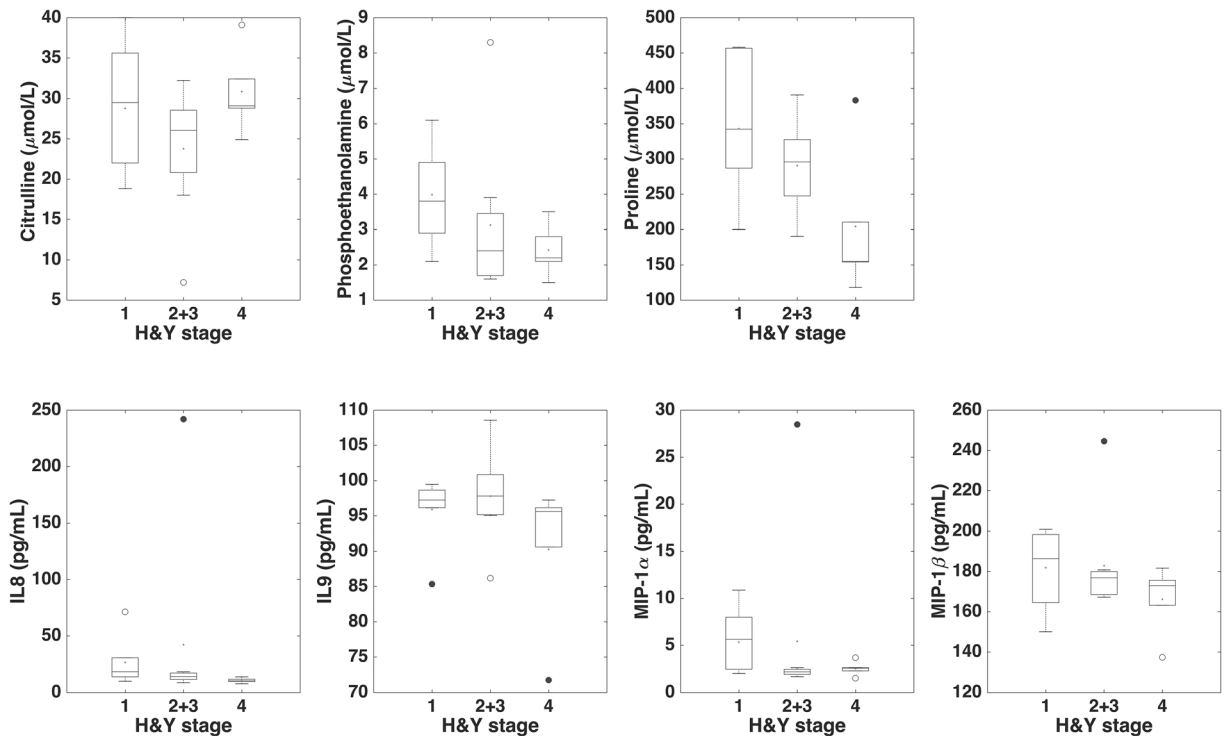 Citrulline (μmol/L)
40
35
30
25
20
15
10
5
1 2+3 4
H&Y stage
Phosphoethanolamine (μmol/L)
9
8
7
6
5
4
3
2
1
1 2+3 4
H&Y stage
Proline (μmol/L)
500
450
400
350
300
250
200
150
100
1 2+3 4
H&Y stage
IL8 (pg/mL)
250
200
150
100
50
0
1 2+3 4
H&Y stage
IL9 (pg/mL)
110
105
100
95
90
85
80
75
70
1 2+3 4
H&Y stage
MIP-1α (pg/mL)
30
25
20
15
10
5
0
1 2+3 4
H&Y stage
MIP-1β (pg/mL)
260
240
220
200
180
160
140
120
1 2+3 4
H&Y stage